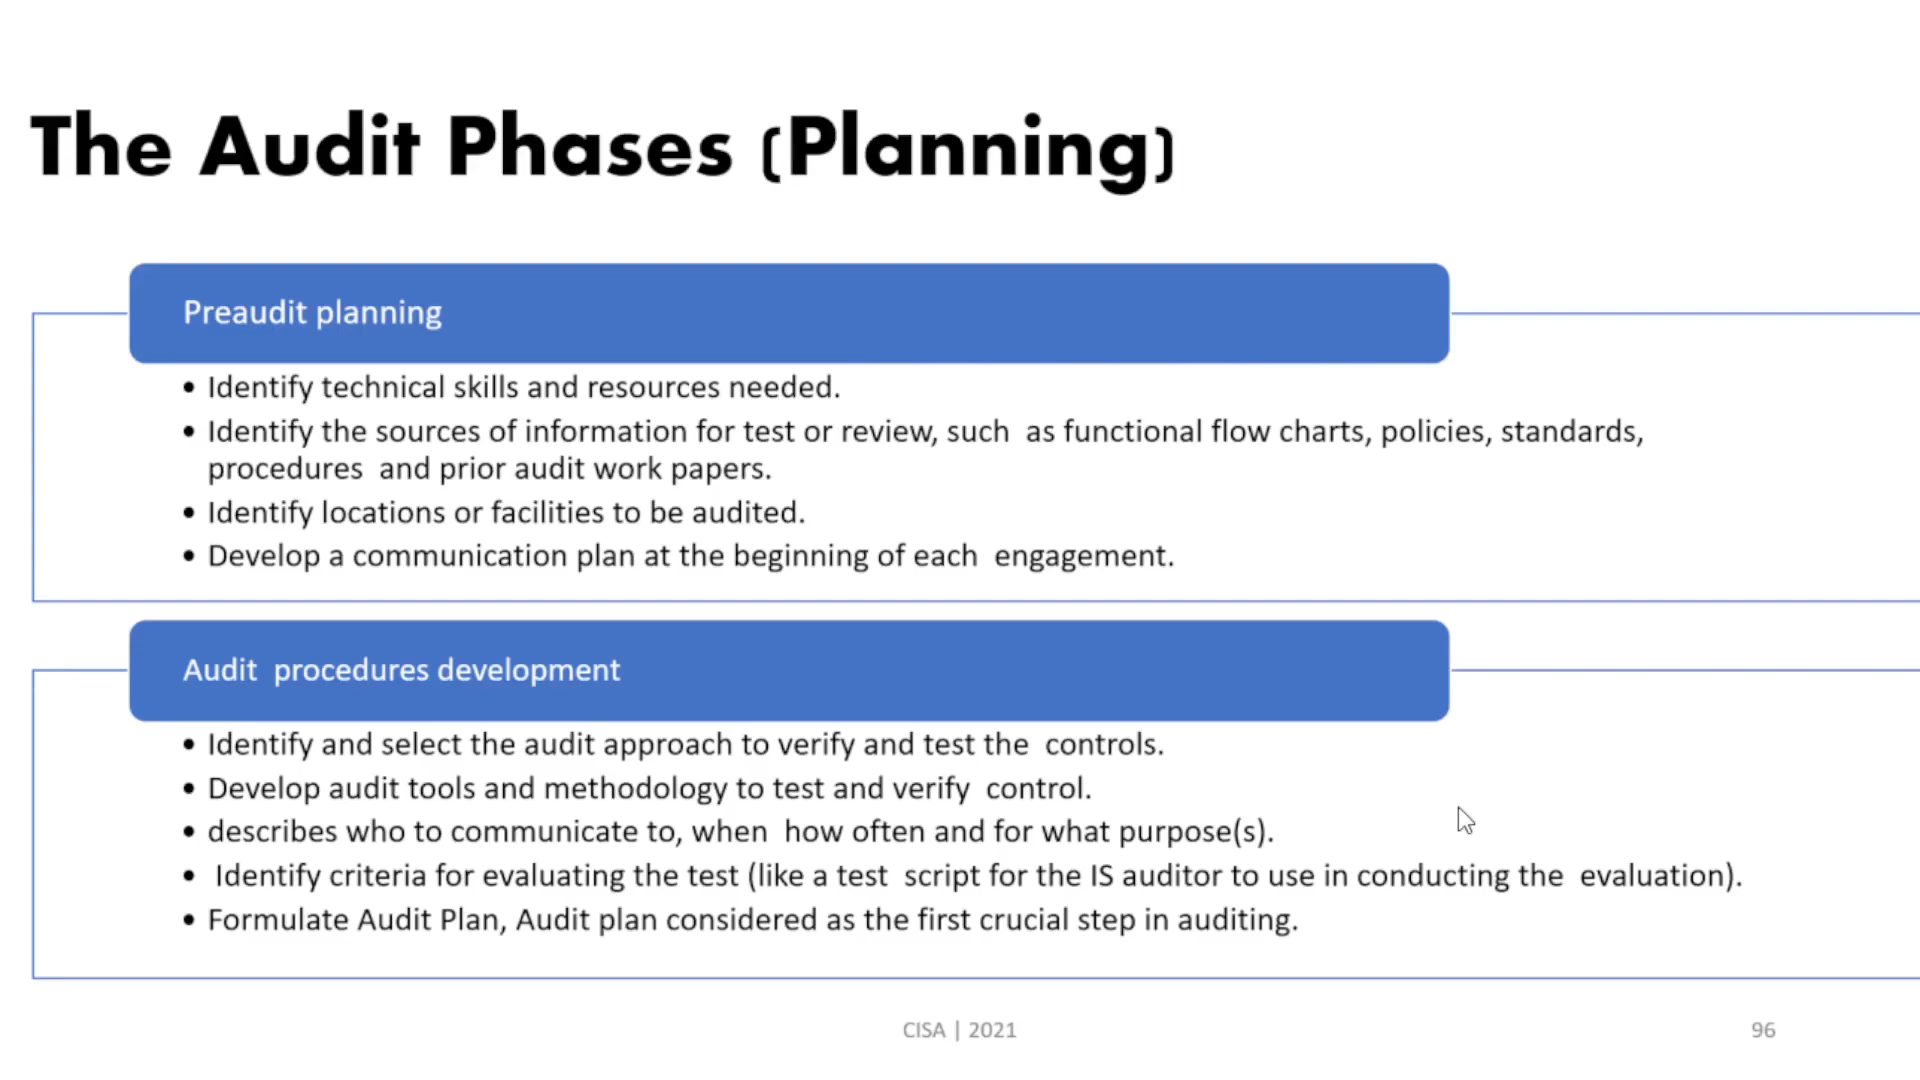 The Audit Phases (Planning)
Preaudit planning
• Identify technical skills and resources needed.
• Identify the sources of information for test or review, such  as functional flow charts, policies, standards,
procedures  and prior audit work papers.
• Identify locations or facilities to be audited.
• Develop a communication plan at the beginning of each  engagement.
Audit  procedures development
• Identify and select the audit approach to verify and test the  controls.
• Develop audit tools and methodology to test and verify  control.
• describes who to communicate to, when  how often and for what purpose(s).
•  Identify criteria for evaluating the test (like a test  script for the IS auditor to use in conducting the  evaluation).
• Formulate Audit Plan, Audit plan considered as the first crucial step in auditing.
CISA | 2021
96